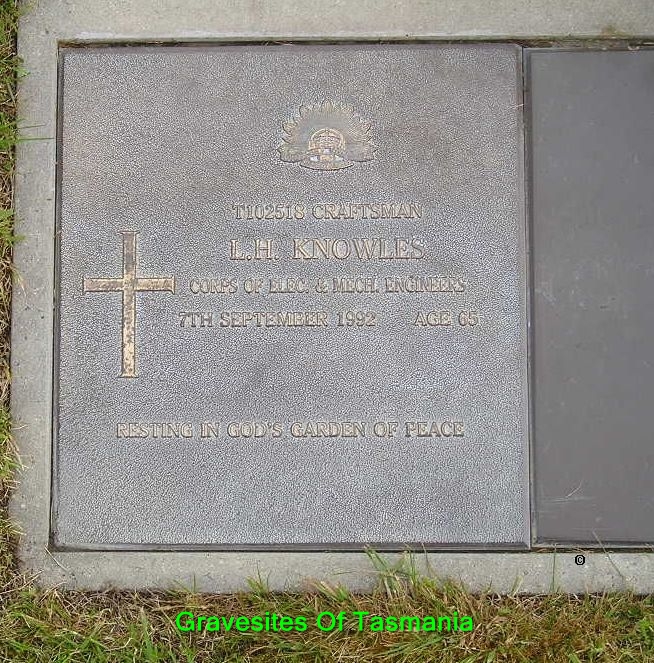 T102518 CRAFTSMAN
L.H. KNOWLES
CORPS OF ELEC. & MECH. ENGINEERS
7TH SEPTEMBER 1992 AGE 65
RESTING IN GOD'S GARDEN OF PEACE
©
Gravesites Of Tasmania